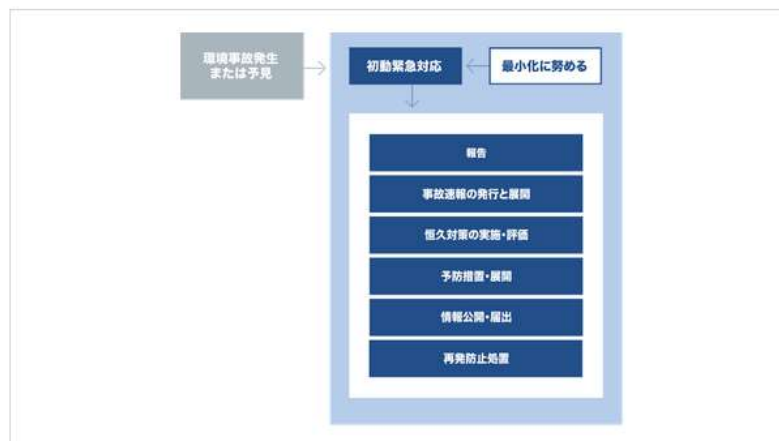 環境事故発生
または予見
初動緊急対応
最小化に努める
報告
事故速報の発行と展開
恒久対策の実施・評価
予防措置・展開
情報公開・届出
再発防止処置